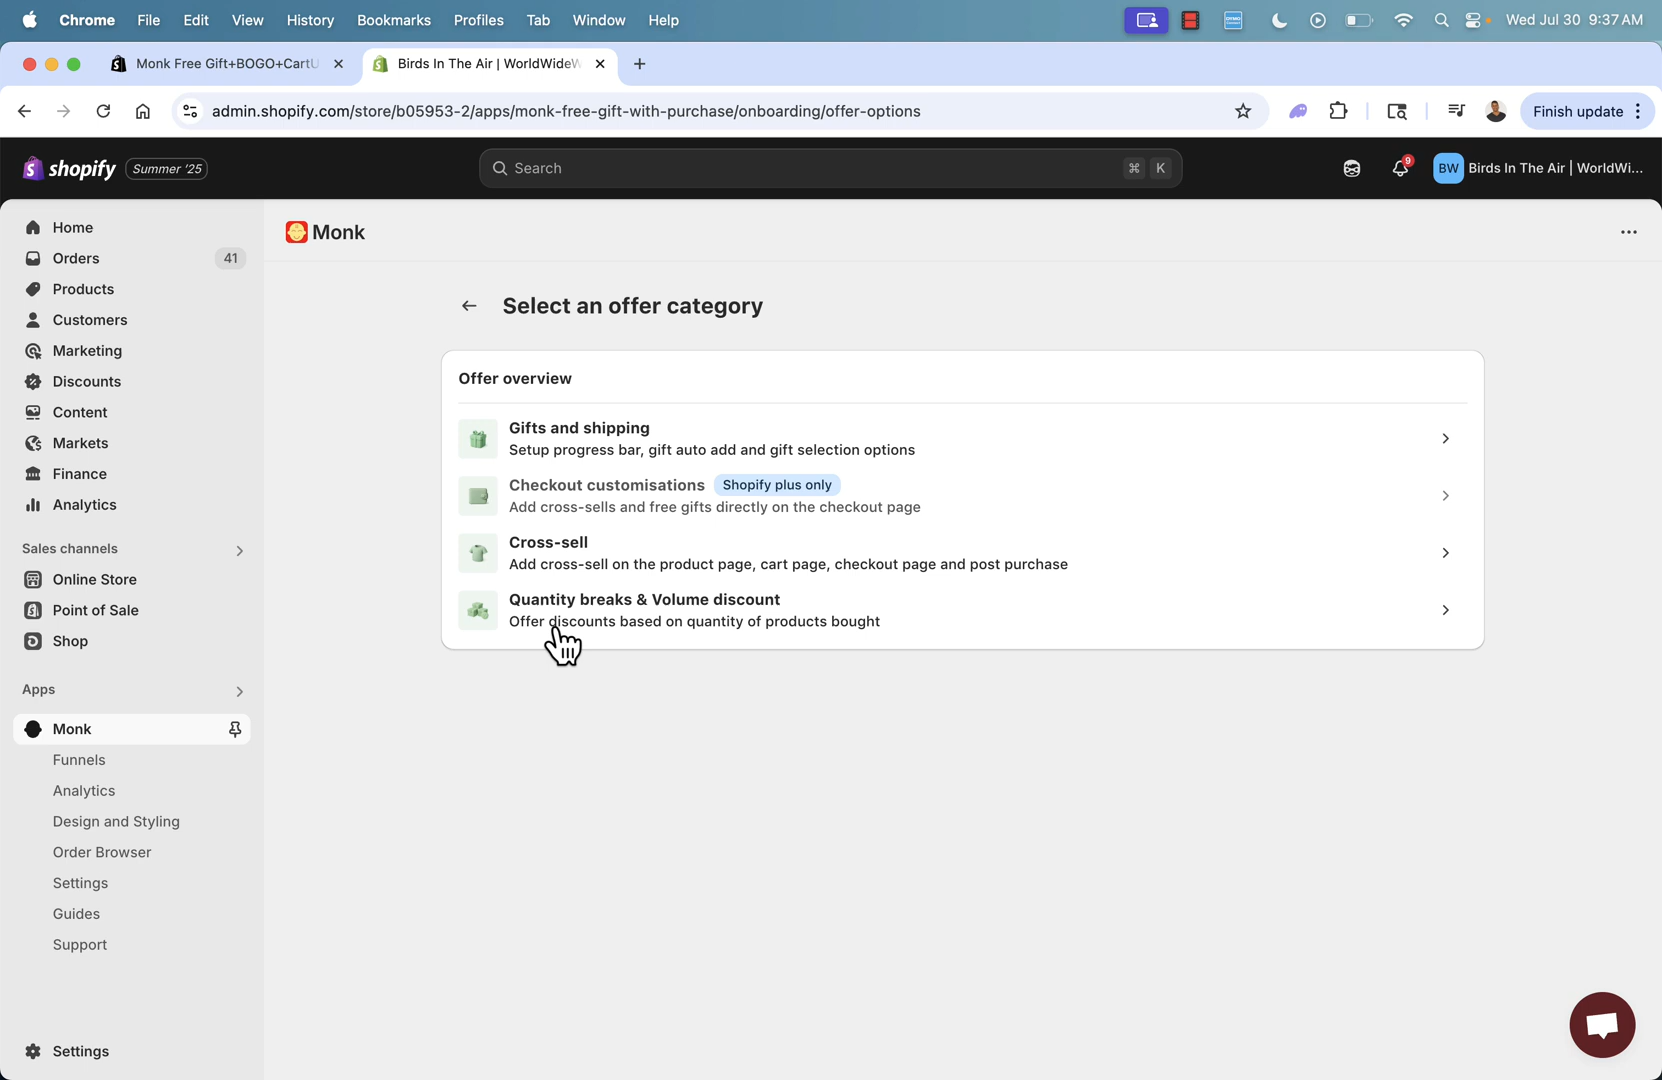 Chrome File Edit View History Bookmarks Profiles Tab Window Help Wed Jul 30 9:37 AM
Monk Free Gift+BOGO+CartU Birds In The Air | WorldWideW
admin.shopify.com/store/b05953-2/apps/monk-free-gift-with-purchase/onboarding/offer-options Finish update
shopify Summer '25 Search ⌘ K 9 BW Birds In The Air | WorldWi...
Home
Orders 41
Products
Customers
Marketing
Discounts
Content
Markets
Finance
Analytics
Sales channels
Online Store
Point of Sale
Shop
Apps
Monk
Funnels
Analytics
Design and Styling
Order Browser
Settings
Guides
Support
Settings
Monk
Select an offer category
Offer overview
Gifts and shipping
Setup progress bar, gift auto add and gift selection options
Checkout customisations Shopify plus only
Add cross-sells and free gifts directly on the checkout page
Cross-sell
Add cross-sell on the product page, cart page, checkout page and post purchase
Quantity breaks & Volume discount
Offer discounts based on quantity of products bought